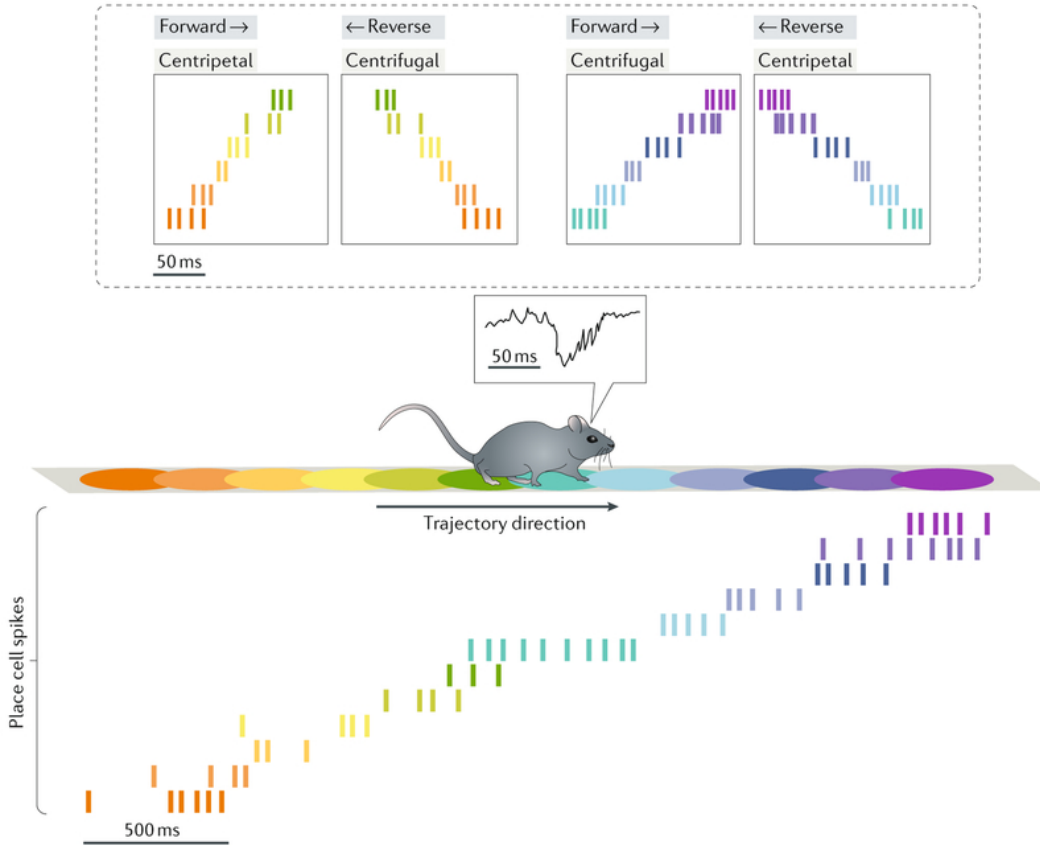 Forward → ← Reverse Forward → ← Reverse
Centripetal Centrifugal Centrifugal Centripetal
50 ms
50 ms
Trajectory direction
Place cell spikes
500 ms